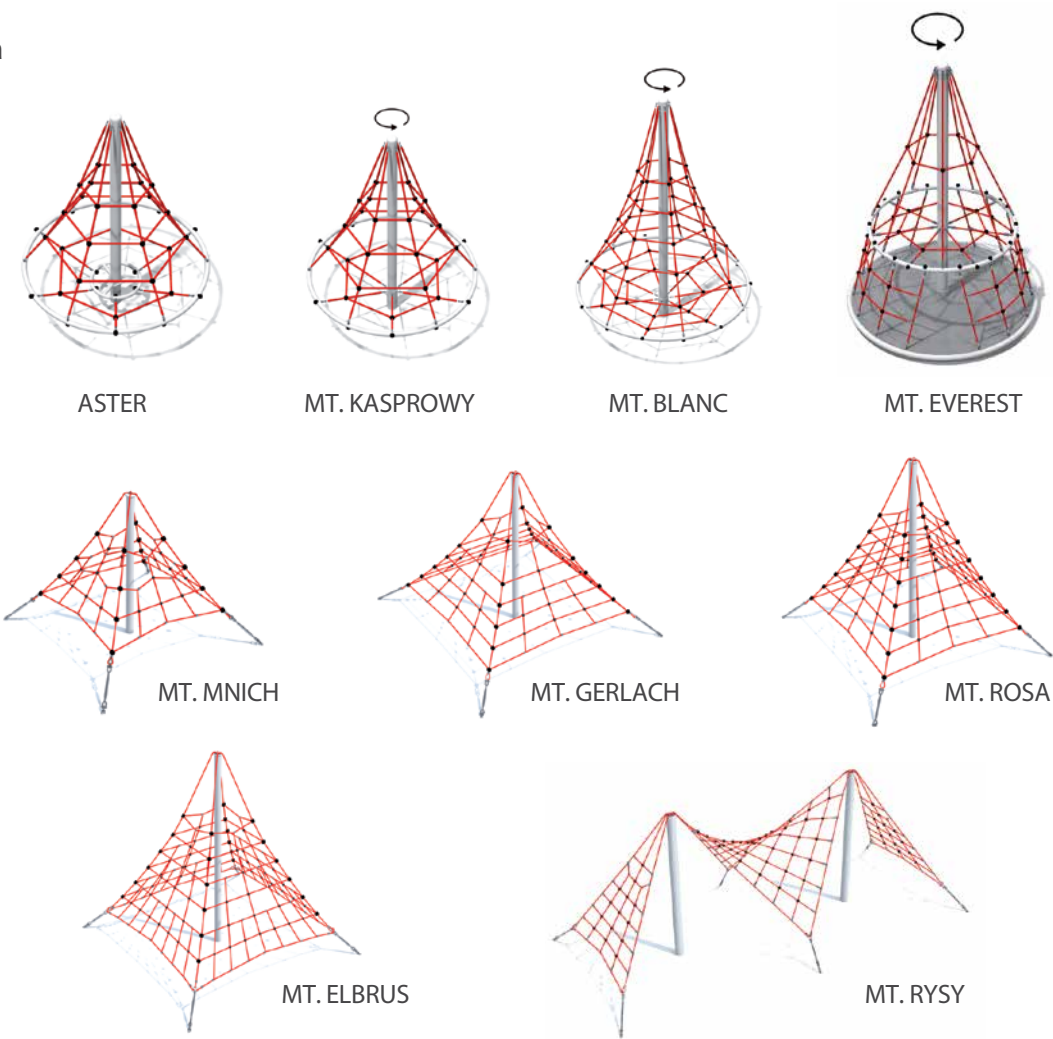 ASTER
MT. KASPROWY
MT. BLANC
MT. EVEREST
MT. MNICH
MT. GERLACH
MT. ROSA
MT. ELBRUS
MT. RYSY